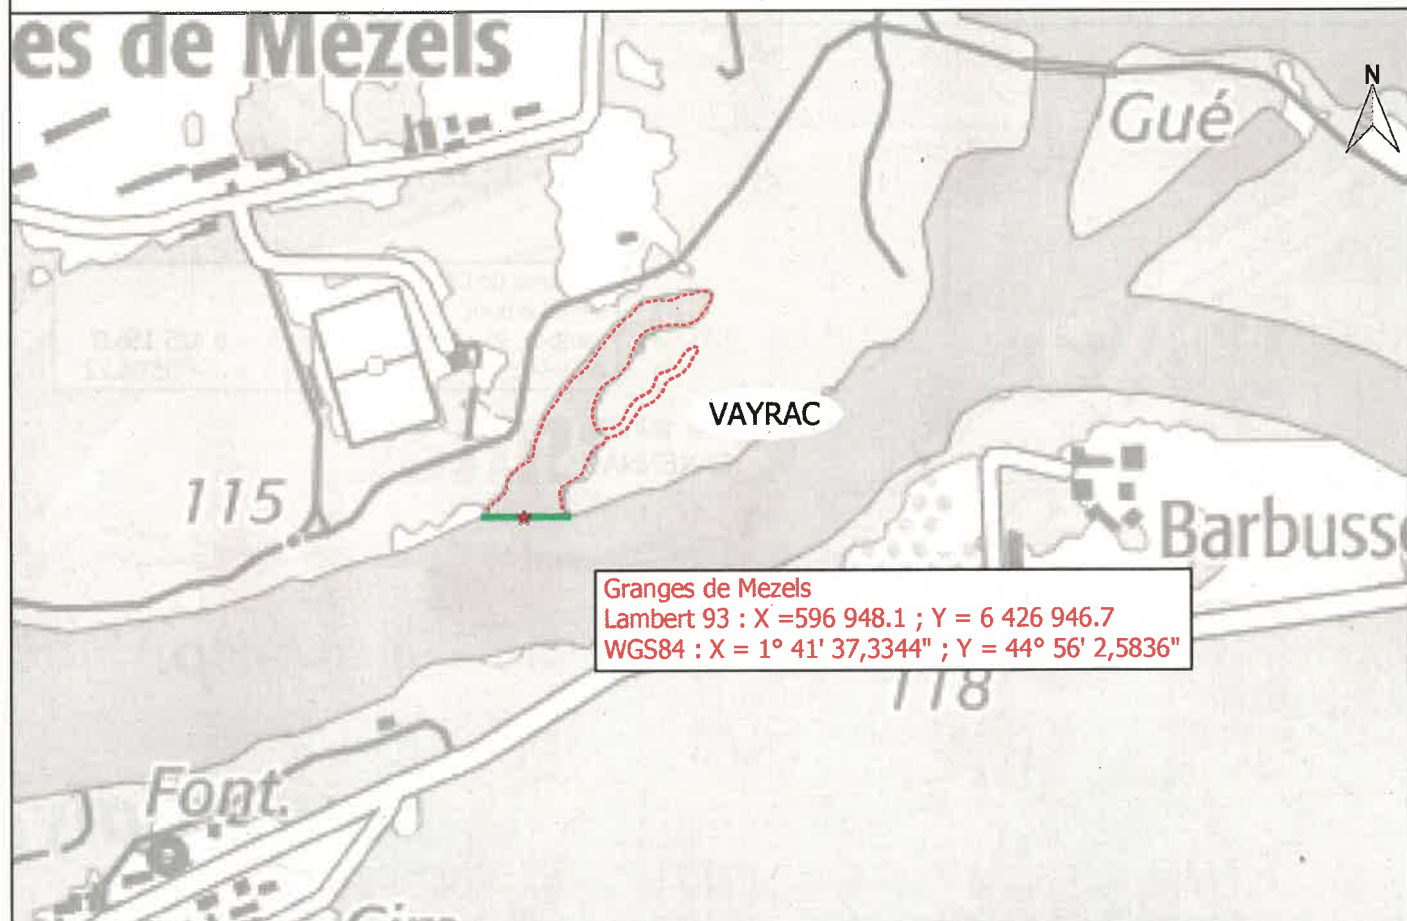 es de Mézels
N
Gué
VAYRAC
115
Barbuss
Granges de Mezels
Lambert 93 : X =596 948.1 ; Y = 6 426 946.7
WGS84 : X = 1° 41' 37,3344" ; Y = 44° 56' 2,5836"
118
Font.